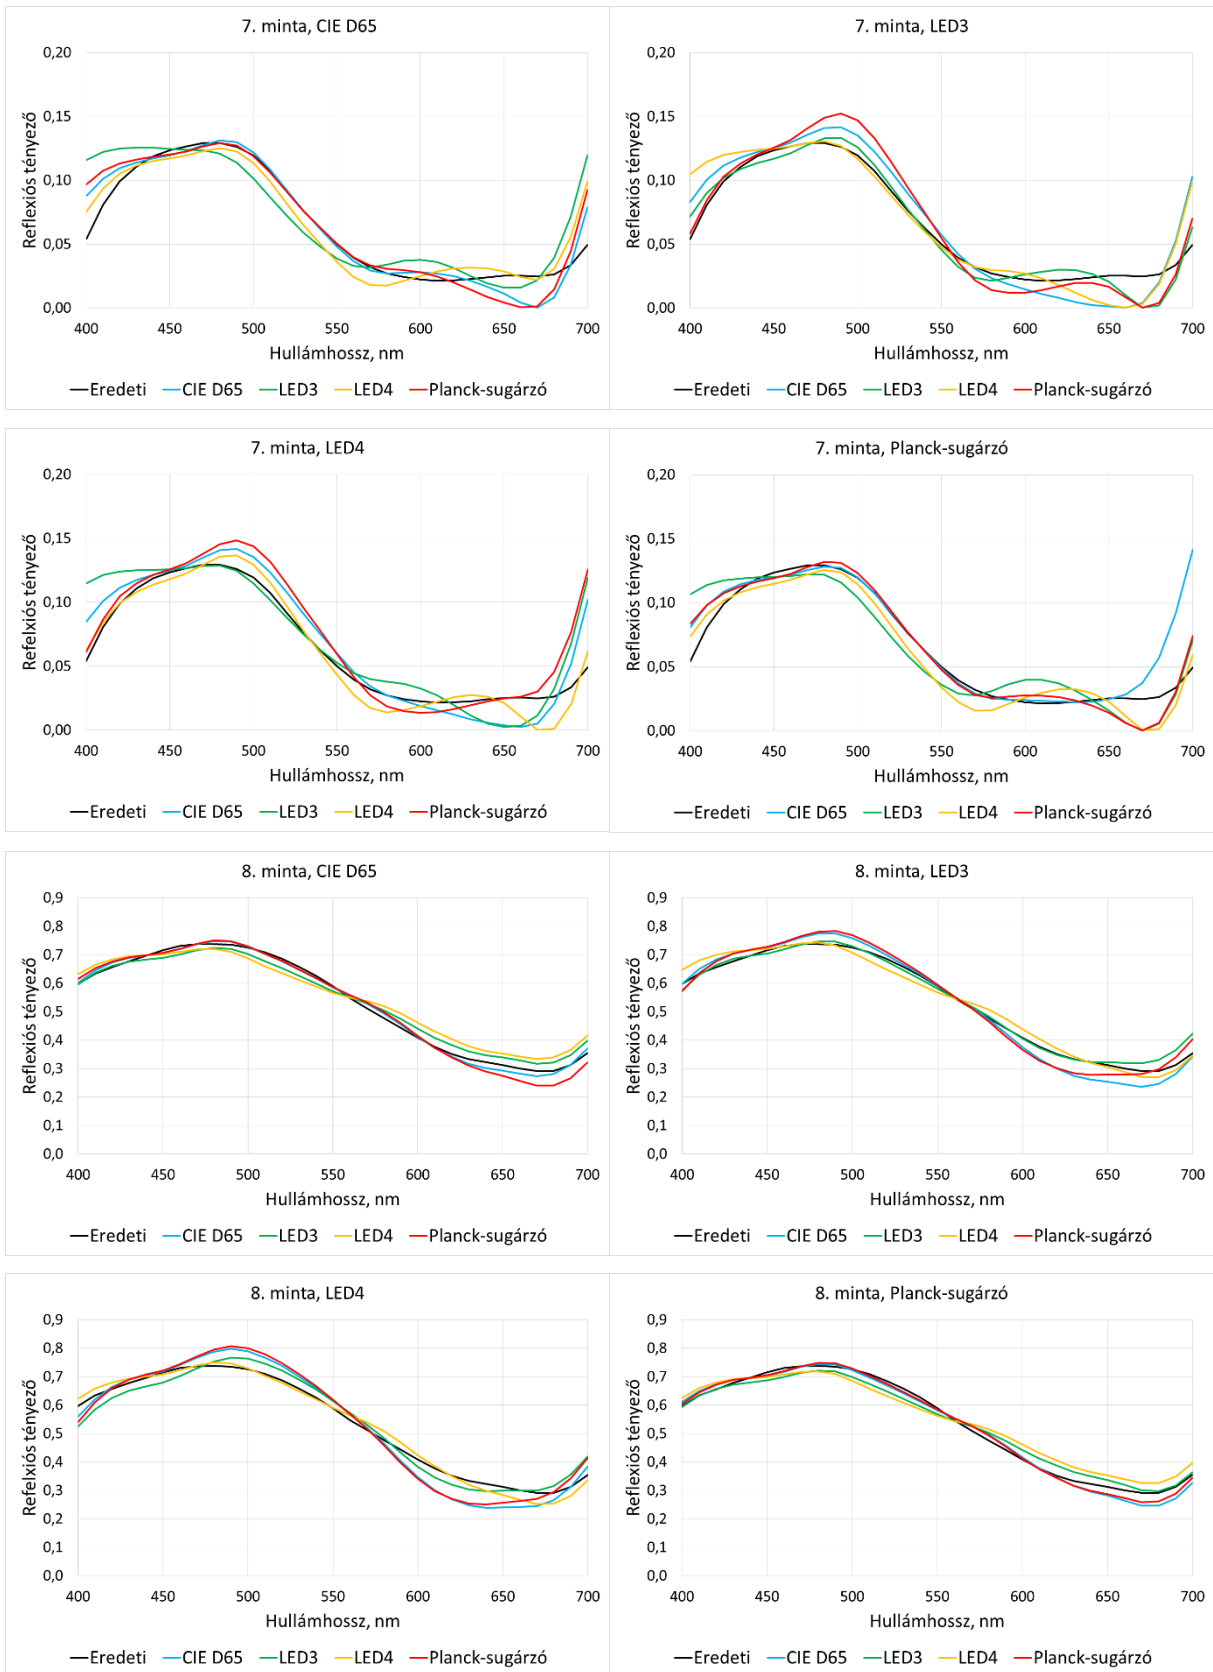 7. minta, CIE D65
0,20
0,15
0,10
0,05
0,00
Reflexiós tényező
400 450 500 550 600 650 700
Hullámhossz, nm
Eredeti CIE D65 LED3 LED4 Planck-sugárzó
7. minta, LED3
0,20
0,15
0,10
0,05
0,00
Reflexiós tényező
400 450 500 550 600 650 700
Hullámhossz, nm
Eredeti CIE D65 LED3 LED4 Planck-sugárzó
7. minta, LED4
0,20
0,15
0,10
0,05
0,00
Refelxiós tényező
400 450 500 550 600 650 700
Hullámhossz, nm
Eredeti CIE D65 LED3 LED4 Planck-sugárzó
7. minta, Planck-sugárzó
0,20
0,15
0,10
0,05
0,00
Reflexiós tényező
400 450 500 550 600 650 700
Hullámhossz, nm
Eredeti CIE D65 LED3 LED4 Planck-sugárzó
8. minta, CIE D65
0,9
0,8
0,7
0,6
0,5
0,4
0,3
0,2
0,1
0,0
Reflexiós tényező
400 450 500 550 600 650 700
Hullámhossz, nm
Eredeti CIE D65 LED3 LED4 Planck-sugárzó
8. minta, LED3
0,9
0,8
0,7
0,6
0,5
0,4
0,3
0,2
0,1
0,0
Reflexiós tényező
400 450 500 550 600 650 700
Hullámhossz, nm
Eredeti CIE D65 LED3 LED4 Planck-sugárzó
8. minta, LED4
0,9
0,8
0,7
0,6
0,5
0,4
0,3
0,2
0,1
0,0
Refelxiós tényező
400 450 500 550 600 650 700
Hullámhossz, nm
Eredeti CIE D65 LED3 LED4 Planck-sugárzó
8. minta, Planck-sugárzó
0,9
0,8
0,7
0,6
0,5
0,4
0,3
0,2
0,1
0,0
Reflexiós tényező
400 450 500 550 600 650 700
Hullámhossz, nm
Eredeti CIE D65 LED3 LED4 Planck-sugárzó